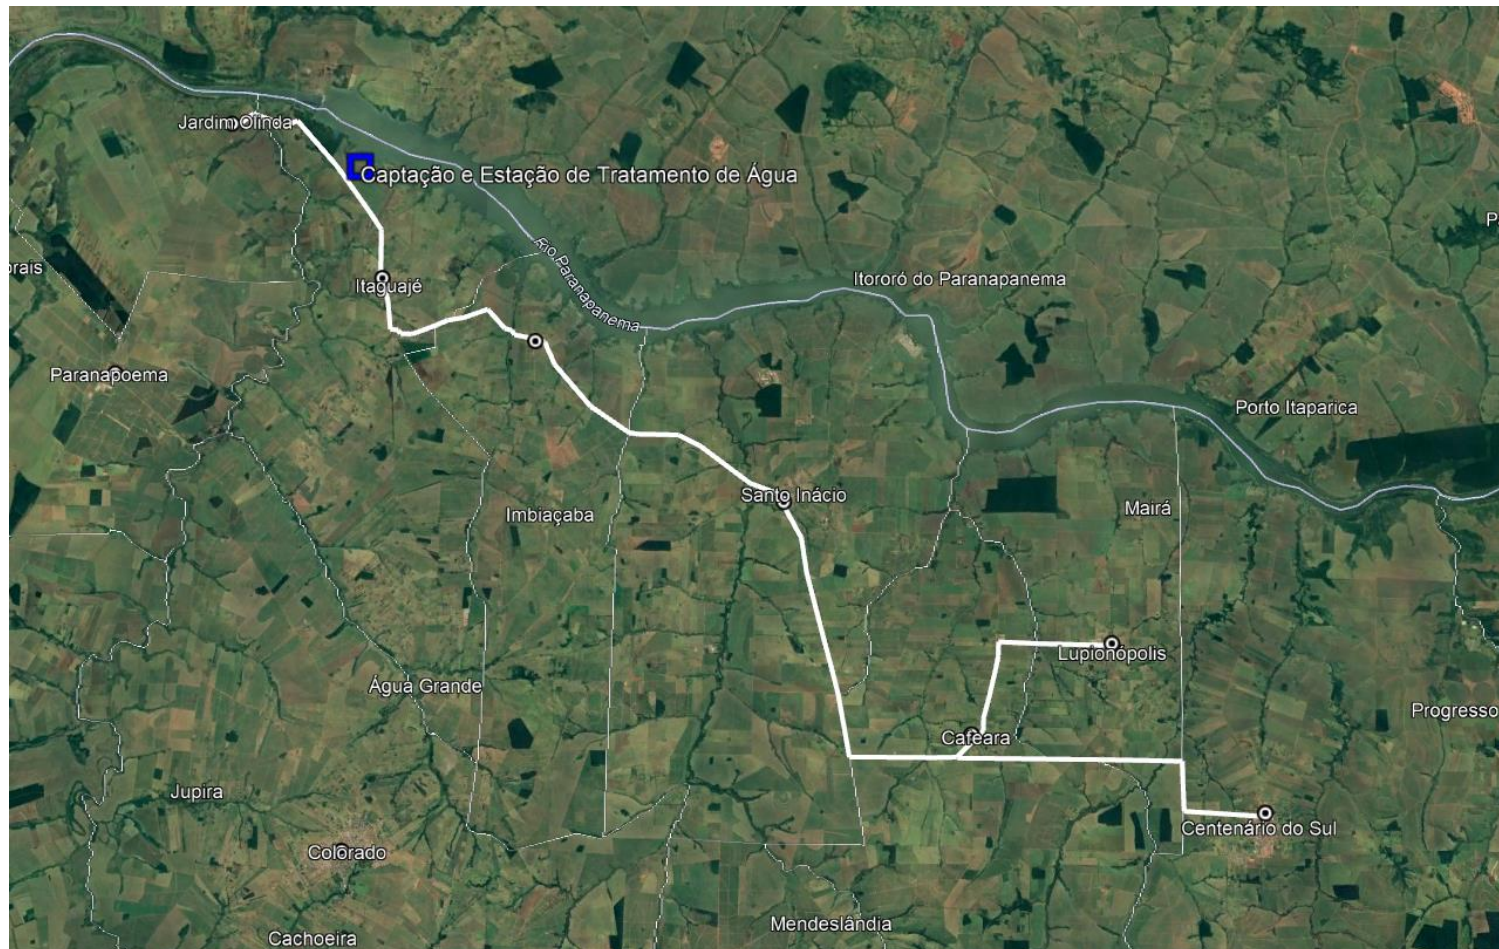 Jardim Olinda
Captação e Estação de Tratamento de Água
P
orais
Itaguajé
Rio Paranapanema
Itororó do Paranapanema
Paranapoema
Porto Itaparica
Santo Inácio
Imbiaçaba
Mairá
Lupionópolis
Água Grande
Cafeara
Progresso
Jupira
Centenário do Sul
Colorado
Mendeslândia
Cachoeira